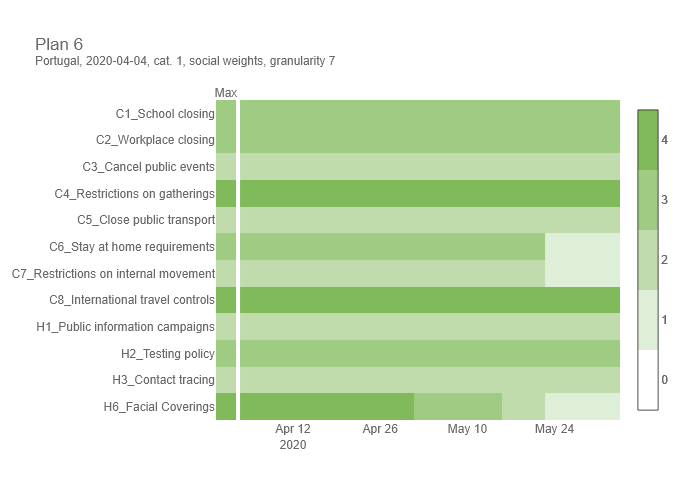 Plan 6
Portugal, 2020-04-04, cat. 1, social weights, granularity 7
Max
C1_School closing
C2_Workplace closing
C3_Cancel public events
C4_Restrictions on gatherings
C5_Close public transport
C6_Stay at home requirements
C7_Restrictions on internal movement
C8_International travel controls
H1_Public information campaigns
H2_Testing policy
H3_Contact tracing
H6_Facial Coverings
Apr 12 Apr 26 May 10 May 24
2020
4
3
2
1
0